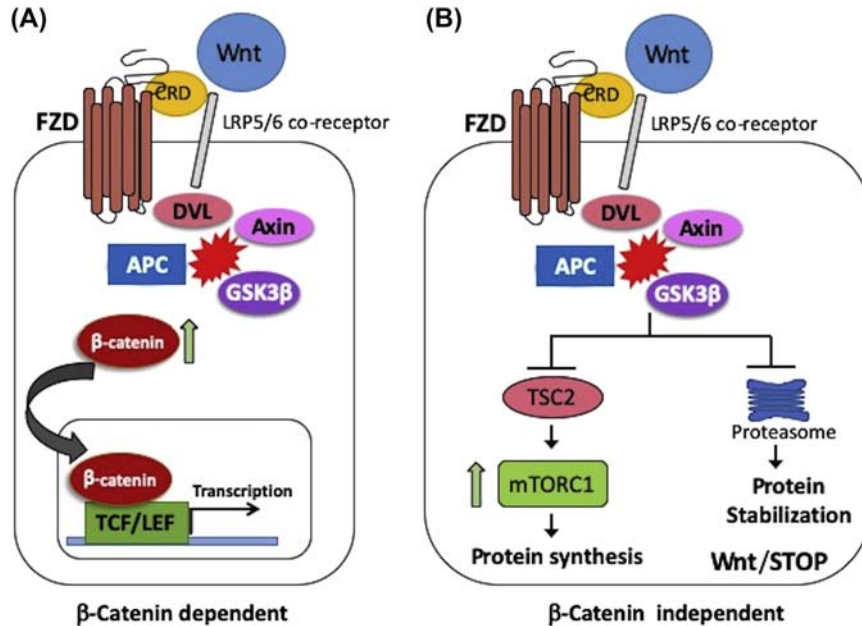 (A)
Wnt
CRD
FZD
LRP5/6 co-receptor
DVL
Axin
APC
GSK3β
β-catenin
β-catenin
Transcription
TCF/LEF
β-Catenin dependent
(B)
Wnt
CRD
FZD
LRP5/6 co-receptor
DVL
Axin
APC
GSK3β
TSC2
Proteasome
mTORC1
Protein
Stabilization
Protein synthesis
Wnt/STOP
β-Catenin independent